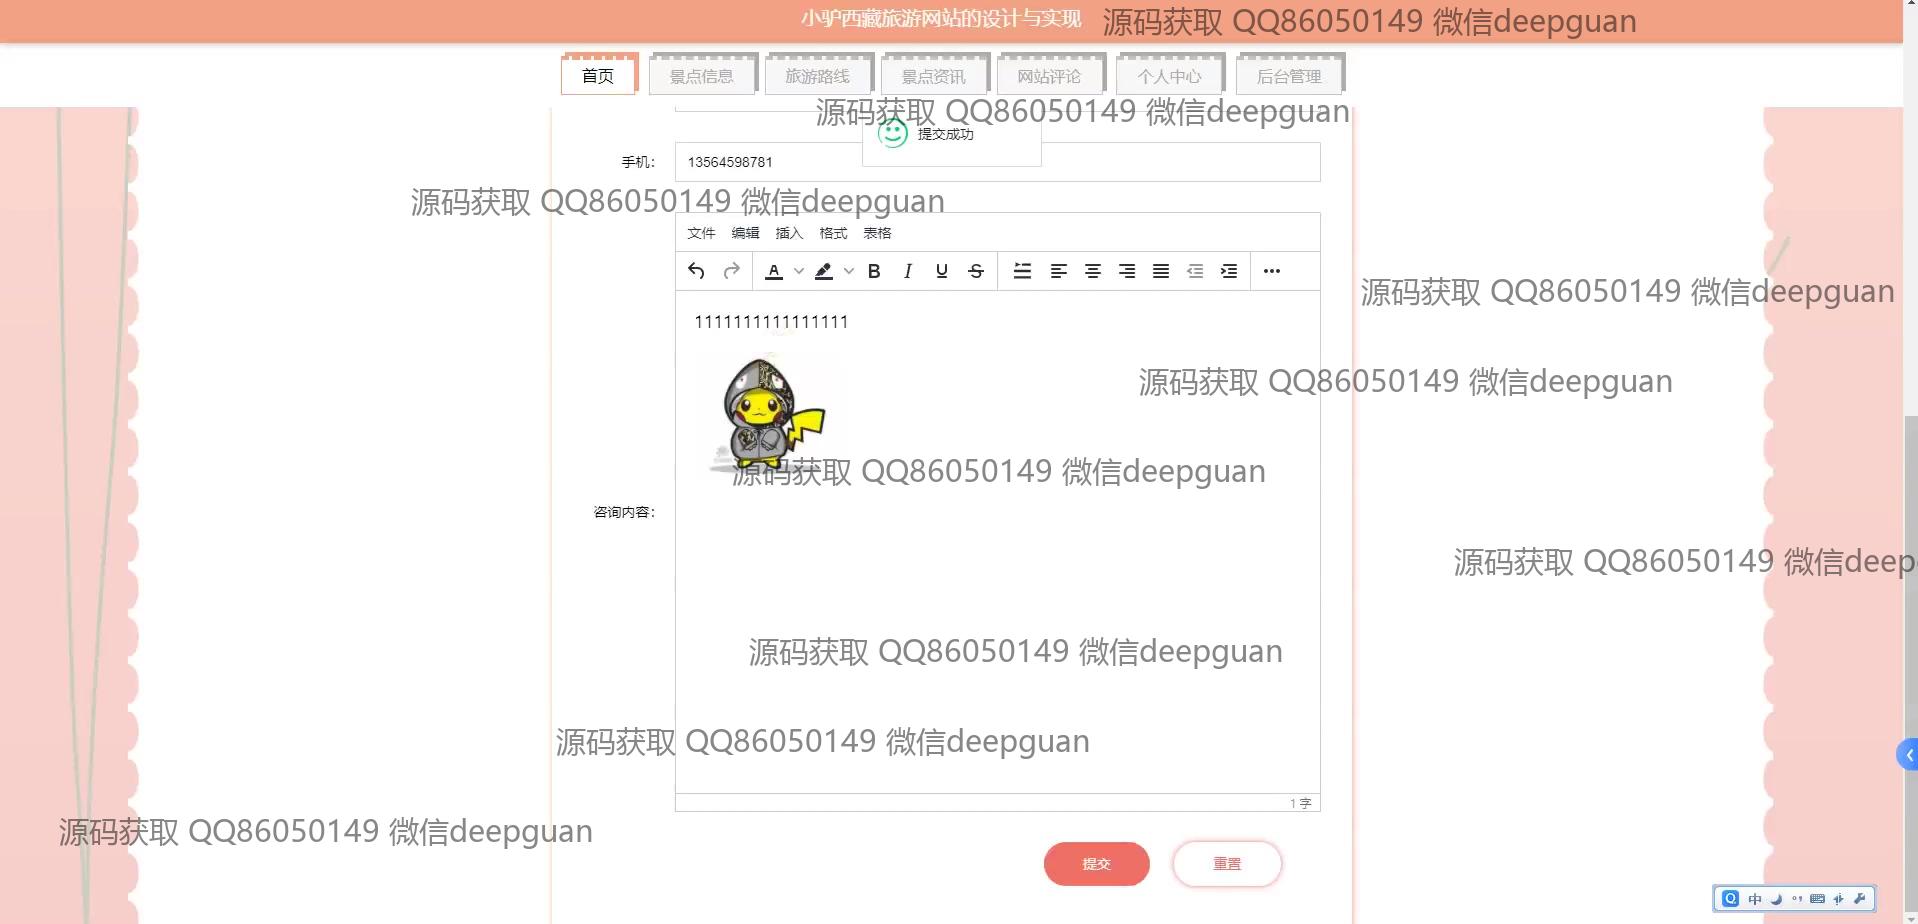 小驴西藏旅游网站的设计与实现
源码获取 QQ86050149 微信deepguan
首页 景点信息 旅游路线 景点资讯 网站评论 个人中心 后台管理
源码获取 QQ86050149 微信deepguan
提交成功
手机： 13564598781
源码获取 QQ86050149 微信deepguan
文件 编辑 插入 格式 表格
A B I U S
源码获取 QQ86050149 微信deepguan
1111111111111111
源码获取 QQ86050149 微信deepguan
源码获取 QQ86050149 微信deepguan
咨询内容：
源码获取 QQ86050149 微信deep
源码获取 QQ86050149 微信deepguan
源码获取 QQ86050149 微信deepguan
1 字
源码获取 QQ86050149 微信deepguan
提交 重置
中